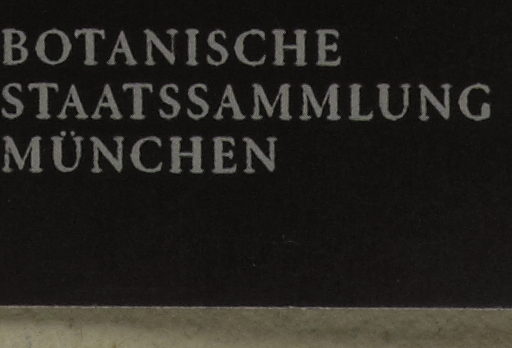 BOTANISCHE
STAATSSAMMLUNG
MÜNCHEN